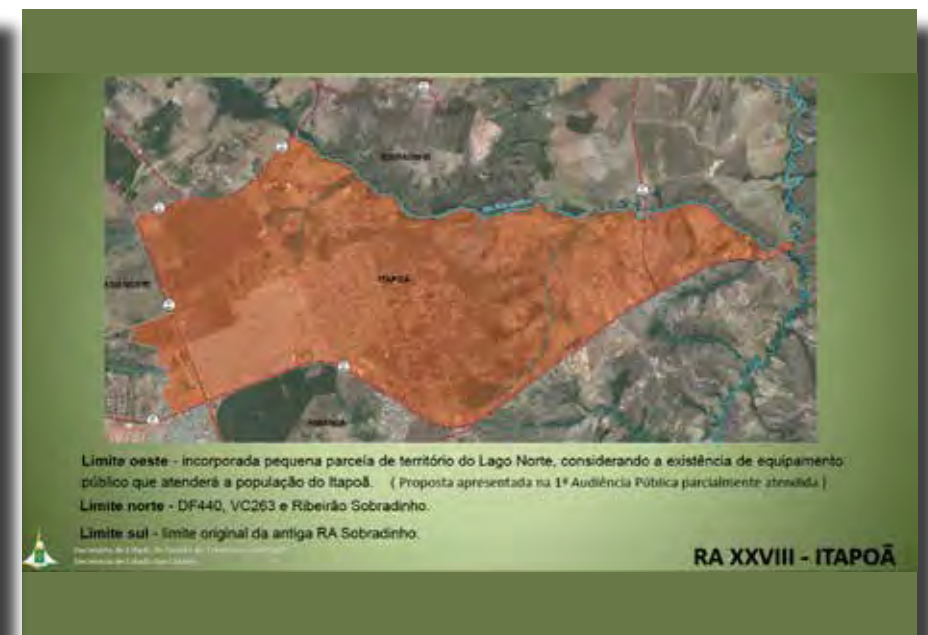 SOBRADINHO
LAGO NORTE
ITAPOÃ
Limite oeste - incorporada pequena parcela de território do Lago Norte, considerando a existência de equipamento
público que atenderá a população do Itapoã. ( Proposta apresentada na 1ª Audiência Pública parcialmente atendida )
Limite norte - DF440, VC263 e Ribeirão Sobradinho.
Limite sul - limite original da antiga RA Sobradinho.
RA XXVIII - ITAPOÃ